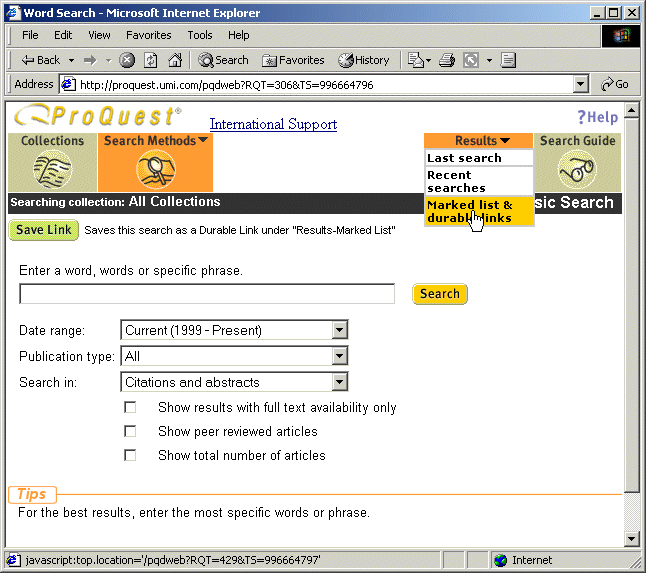 Word Search - Microsoft Internet Explorer
File Edit View Favorites Tools Help
Back Search Favorites History
Address http://proquest.umi.com/pqdweb?RQT=306&TS=996664796 Go
ProQuest® International Support ?Help
Collections Search Methods Results Search Guide
Last search
Recent
searches
Marked list &
durable links
Searching collection: All Collections sic Search
Save Link Saves this search as a Durable Link under "Results-Marked List"
Enter a word, words or specific phrase.
Search
Date range: Current (1999 - Present)
Publication type: All
Search in: Citations and abstracts
Show results with full text availability only
Show peer reviewed articles
Show total number of articles
Tips
For the best results, enter the most specific words or phrase.
javascript:top.location='/pqdweb?RQT=429&TS=996664797' Internet